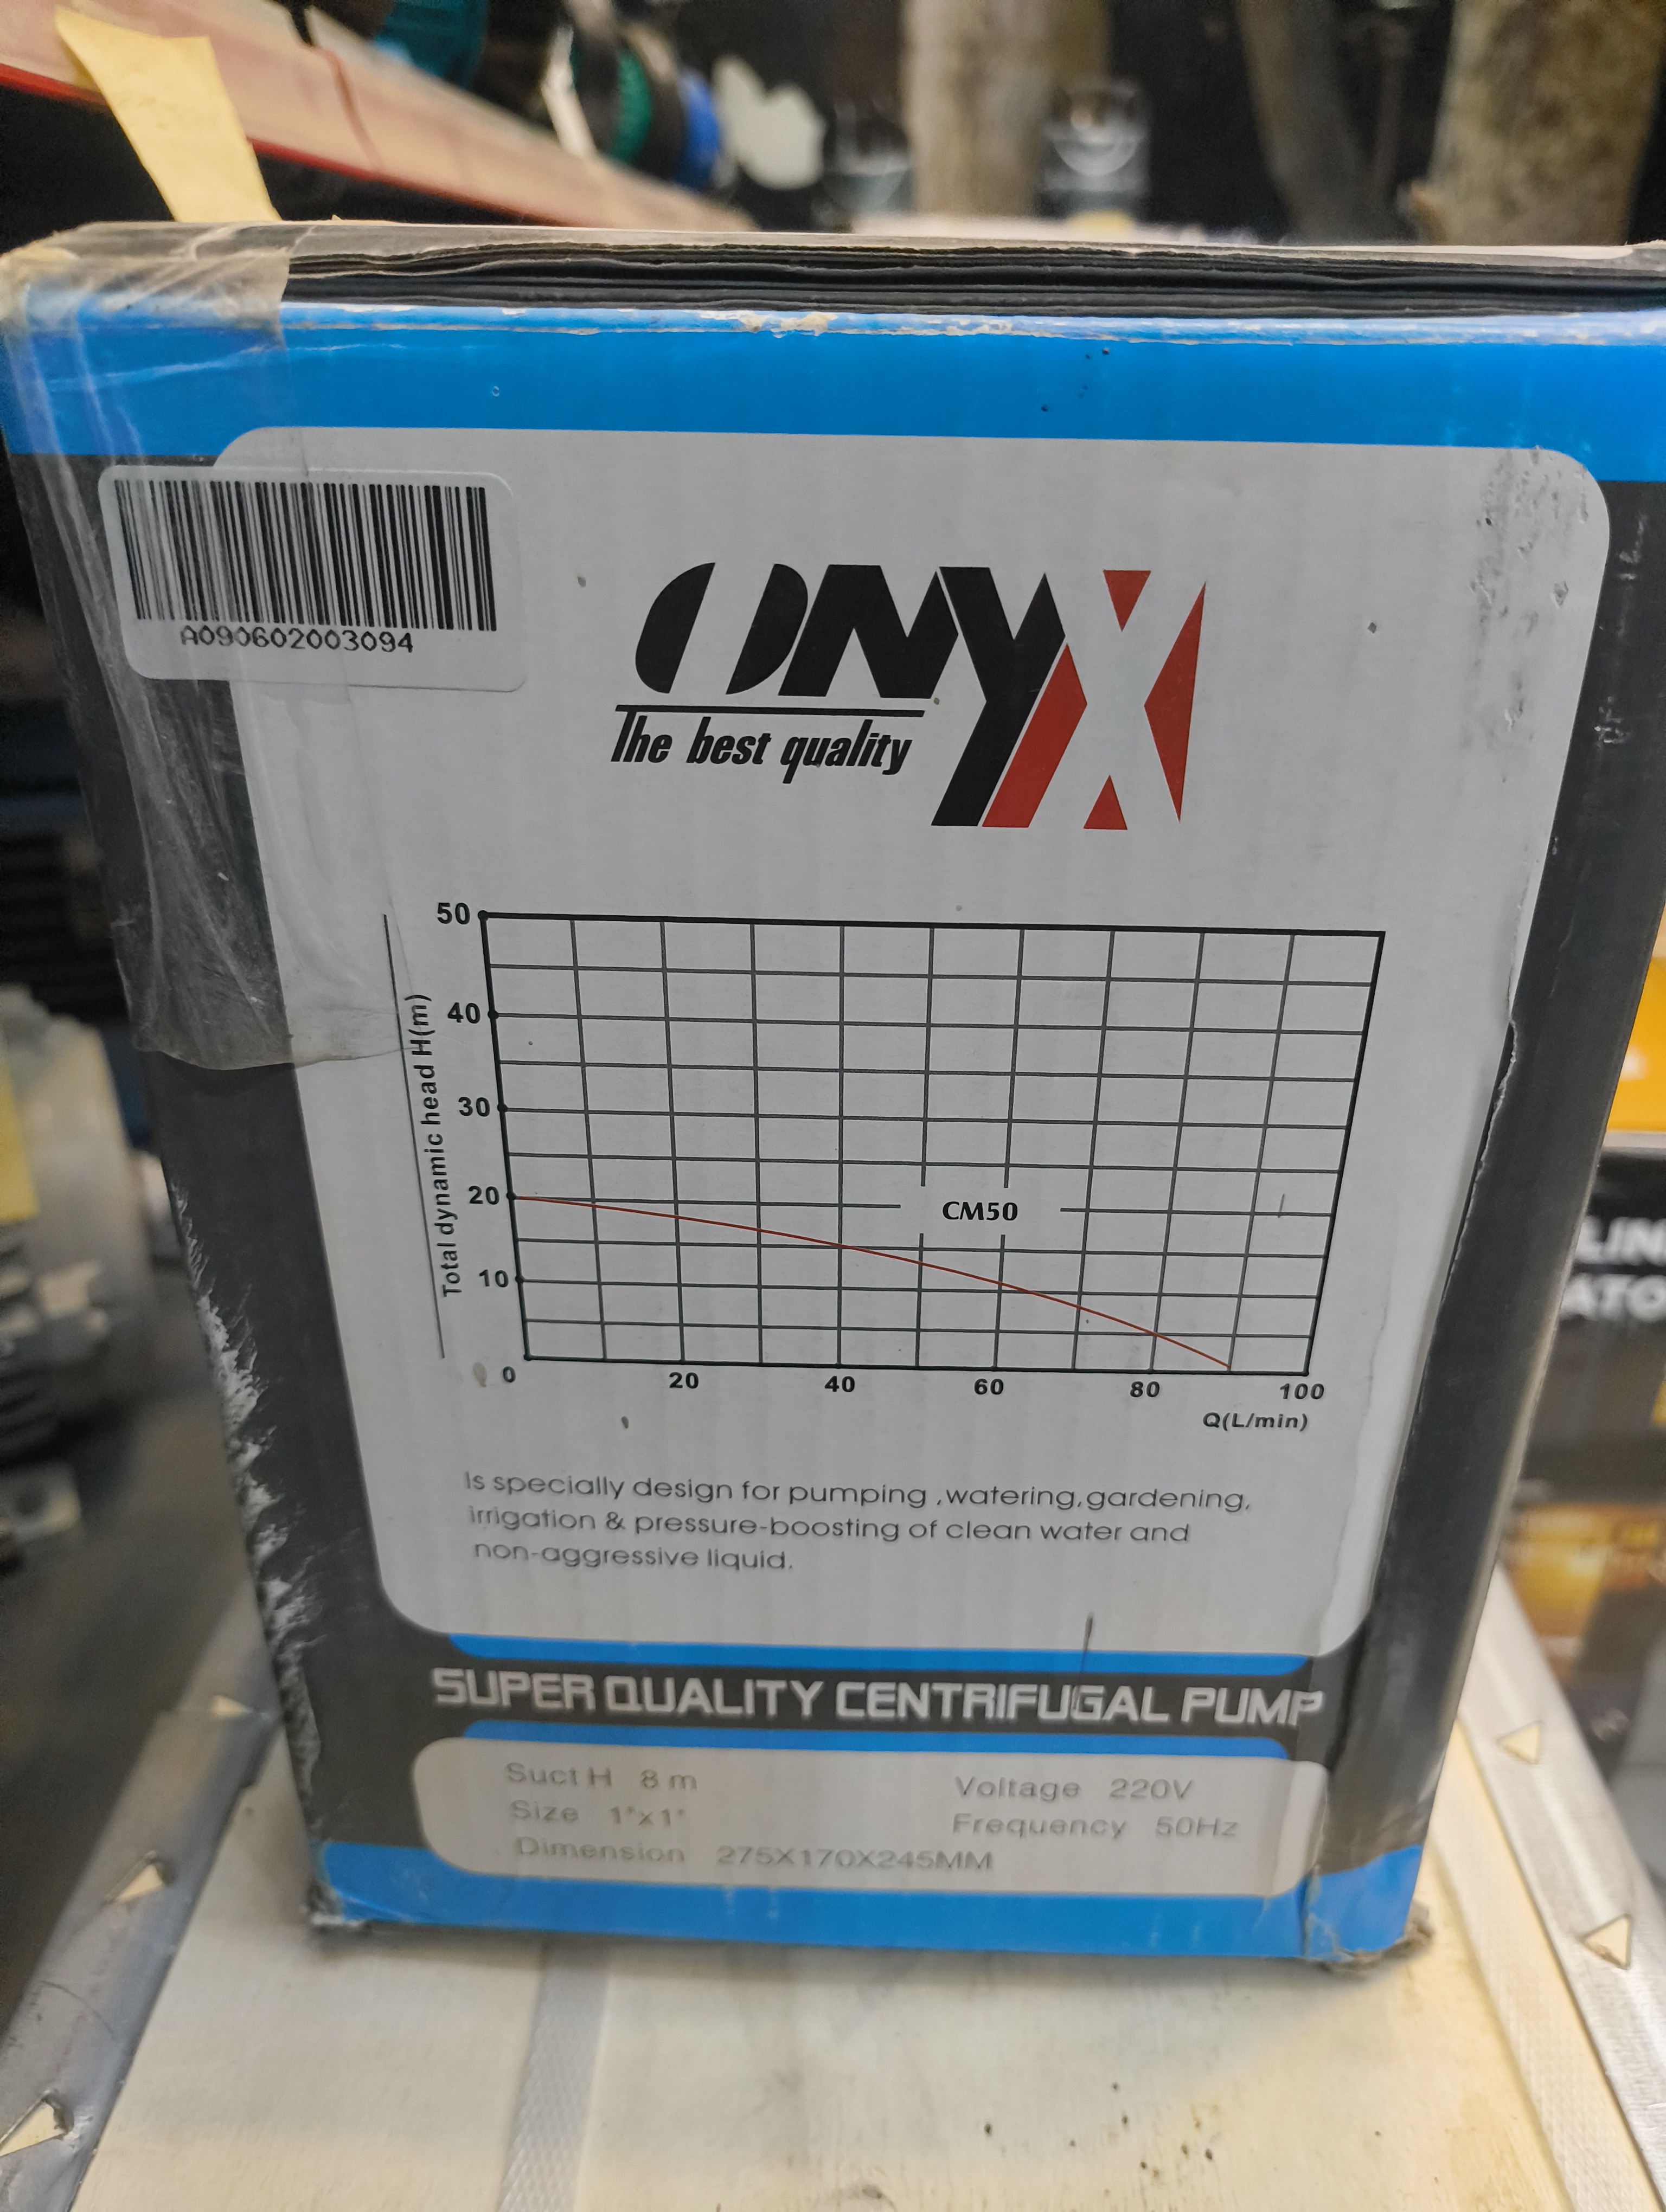 A090602003094
ONYX
The best quality
50
40
30
20
10
0
Total dynamic head H(m)
CM50
20 40 60 80 100
Q(L/min)
Is specially design for pumping ,watering,gardening,
irrigation & pressure-boosting of clean water and
non-aggressive liquid.
SUPER QUALITY CENTRIFUGAL PUMP
Suct H 8 m
Size 1"x1"
Dimension 275X170X245MM
Voltage 220V
Frequency 50Hz